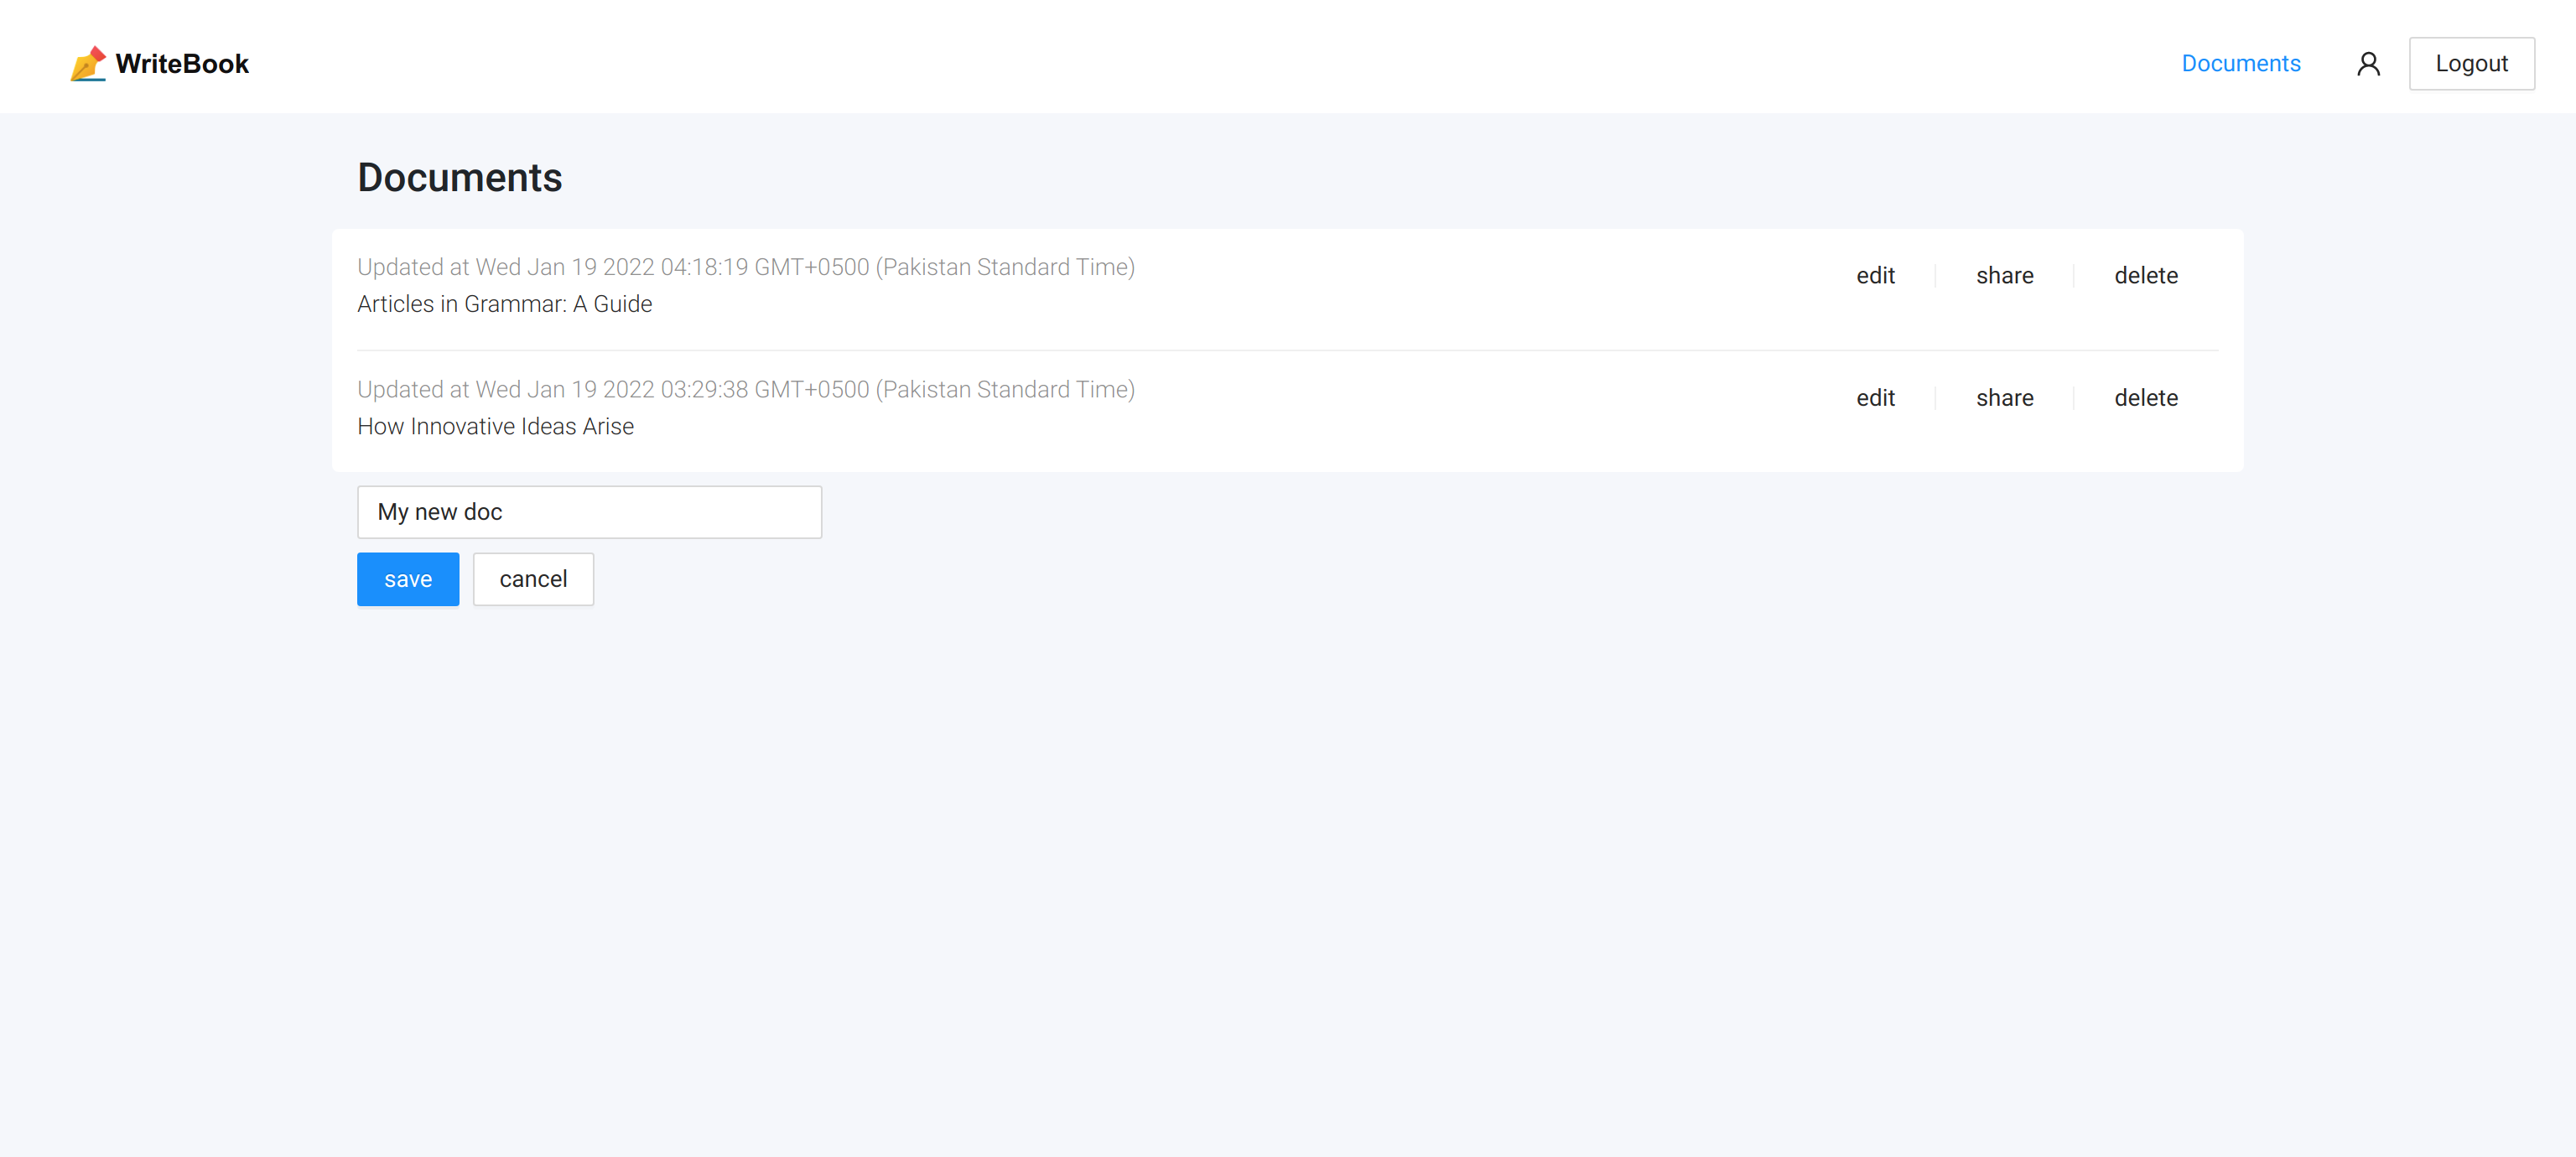 WriteBook
Documents
Logout
Documents
Updated at Wed Jan 19 2022 04:18:19 GMT+0500 (Pakistan Standard Time)
Articles in Grammar: A Guide
edit
share
delete
Updated at Wed Jan 19 2022 03:29:38 GMT+0500 (Pakistan Standard Time)
How Innovative Ideas Arise
edit
share
delete
My new doc
save
cancel